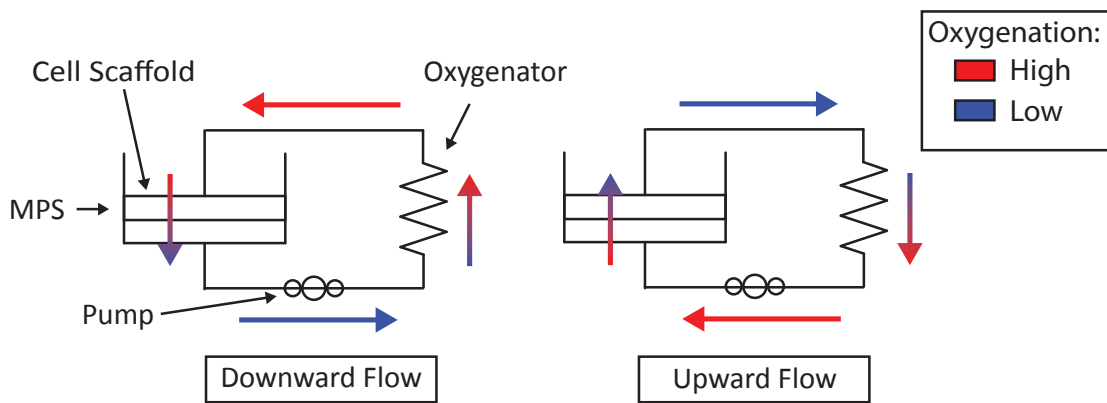 Oxygenation:
High
Low
Cell Scaffold
Oxygenator
MPS
Pump
Downward Flow
Upward Flow